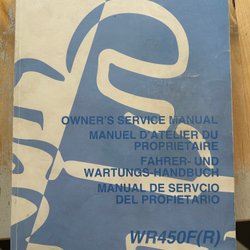 OWNER'S SERVICE MANUAL
MANUEL D'ATELIER DU
PROPRIETAIRE
FAHRER- UND
WARTUNGS-HANDBUCH
MANUAL DE SERVCIO
DEL PROPIETARIO
WR450F(R)